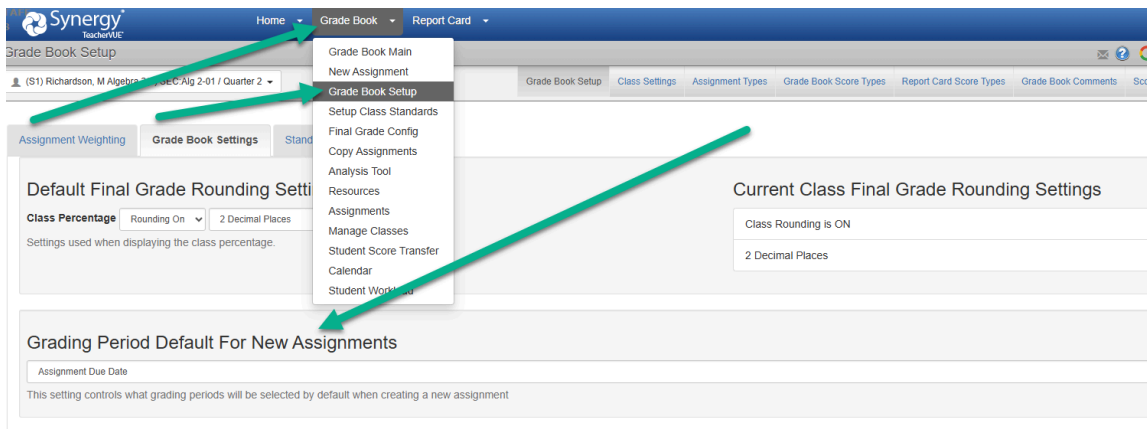 Synergy
TeacherVUE
Home Grade Book Report Card
Grade Book Setup
(S1) Richardson, M Algebra SEC:Alg 2-01 / Quarter 2
Grade Book Setup Class Settings Assignment Types Grade Book Score Types Report Card Score Types Grade Book Comments
Grade Book Main
New Assignment
Grade Book Setup
Setup Class Standards
Final Grade Config
Copy Assignments
Analysis Tool
Resources
Assignments
Manage Classes
Student Score Transfer
Calendar
Student
Assignment Weighting Grade Book Settings
Default Final Grade Rounding
Class Percentage Rounding On 2 Decimal Places
Settings used when displaying the class percentage.
Current Class Final Grade Rounding Settings
Class Rounding is ON
2 Decimal Places
Grading Period Default For New Assignments
Assignment Due Date
This setting controls what grading periods will be selected by default when creating a new assignment